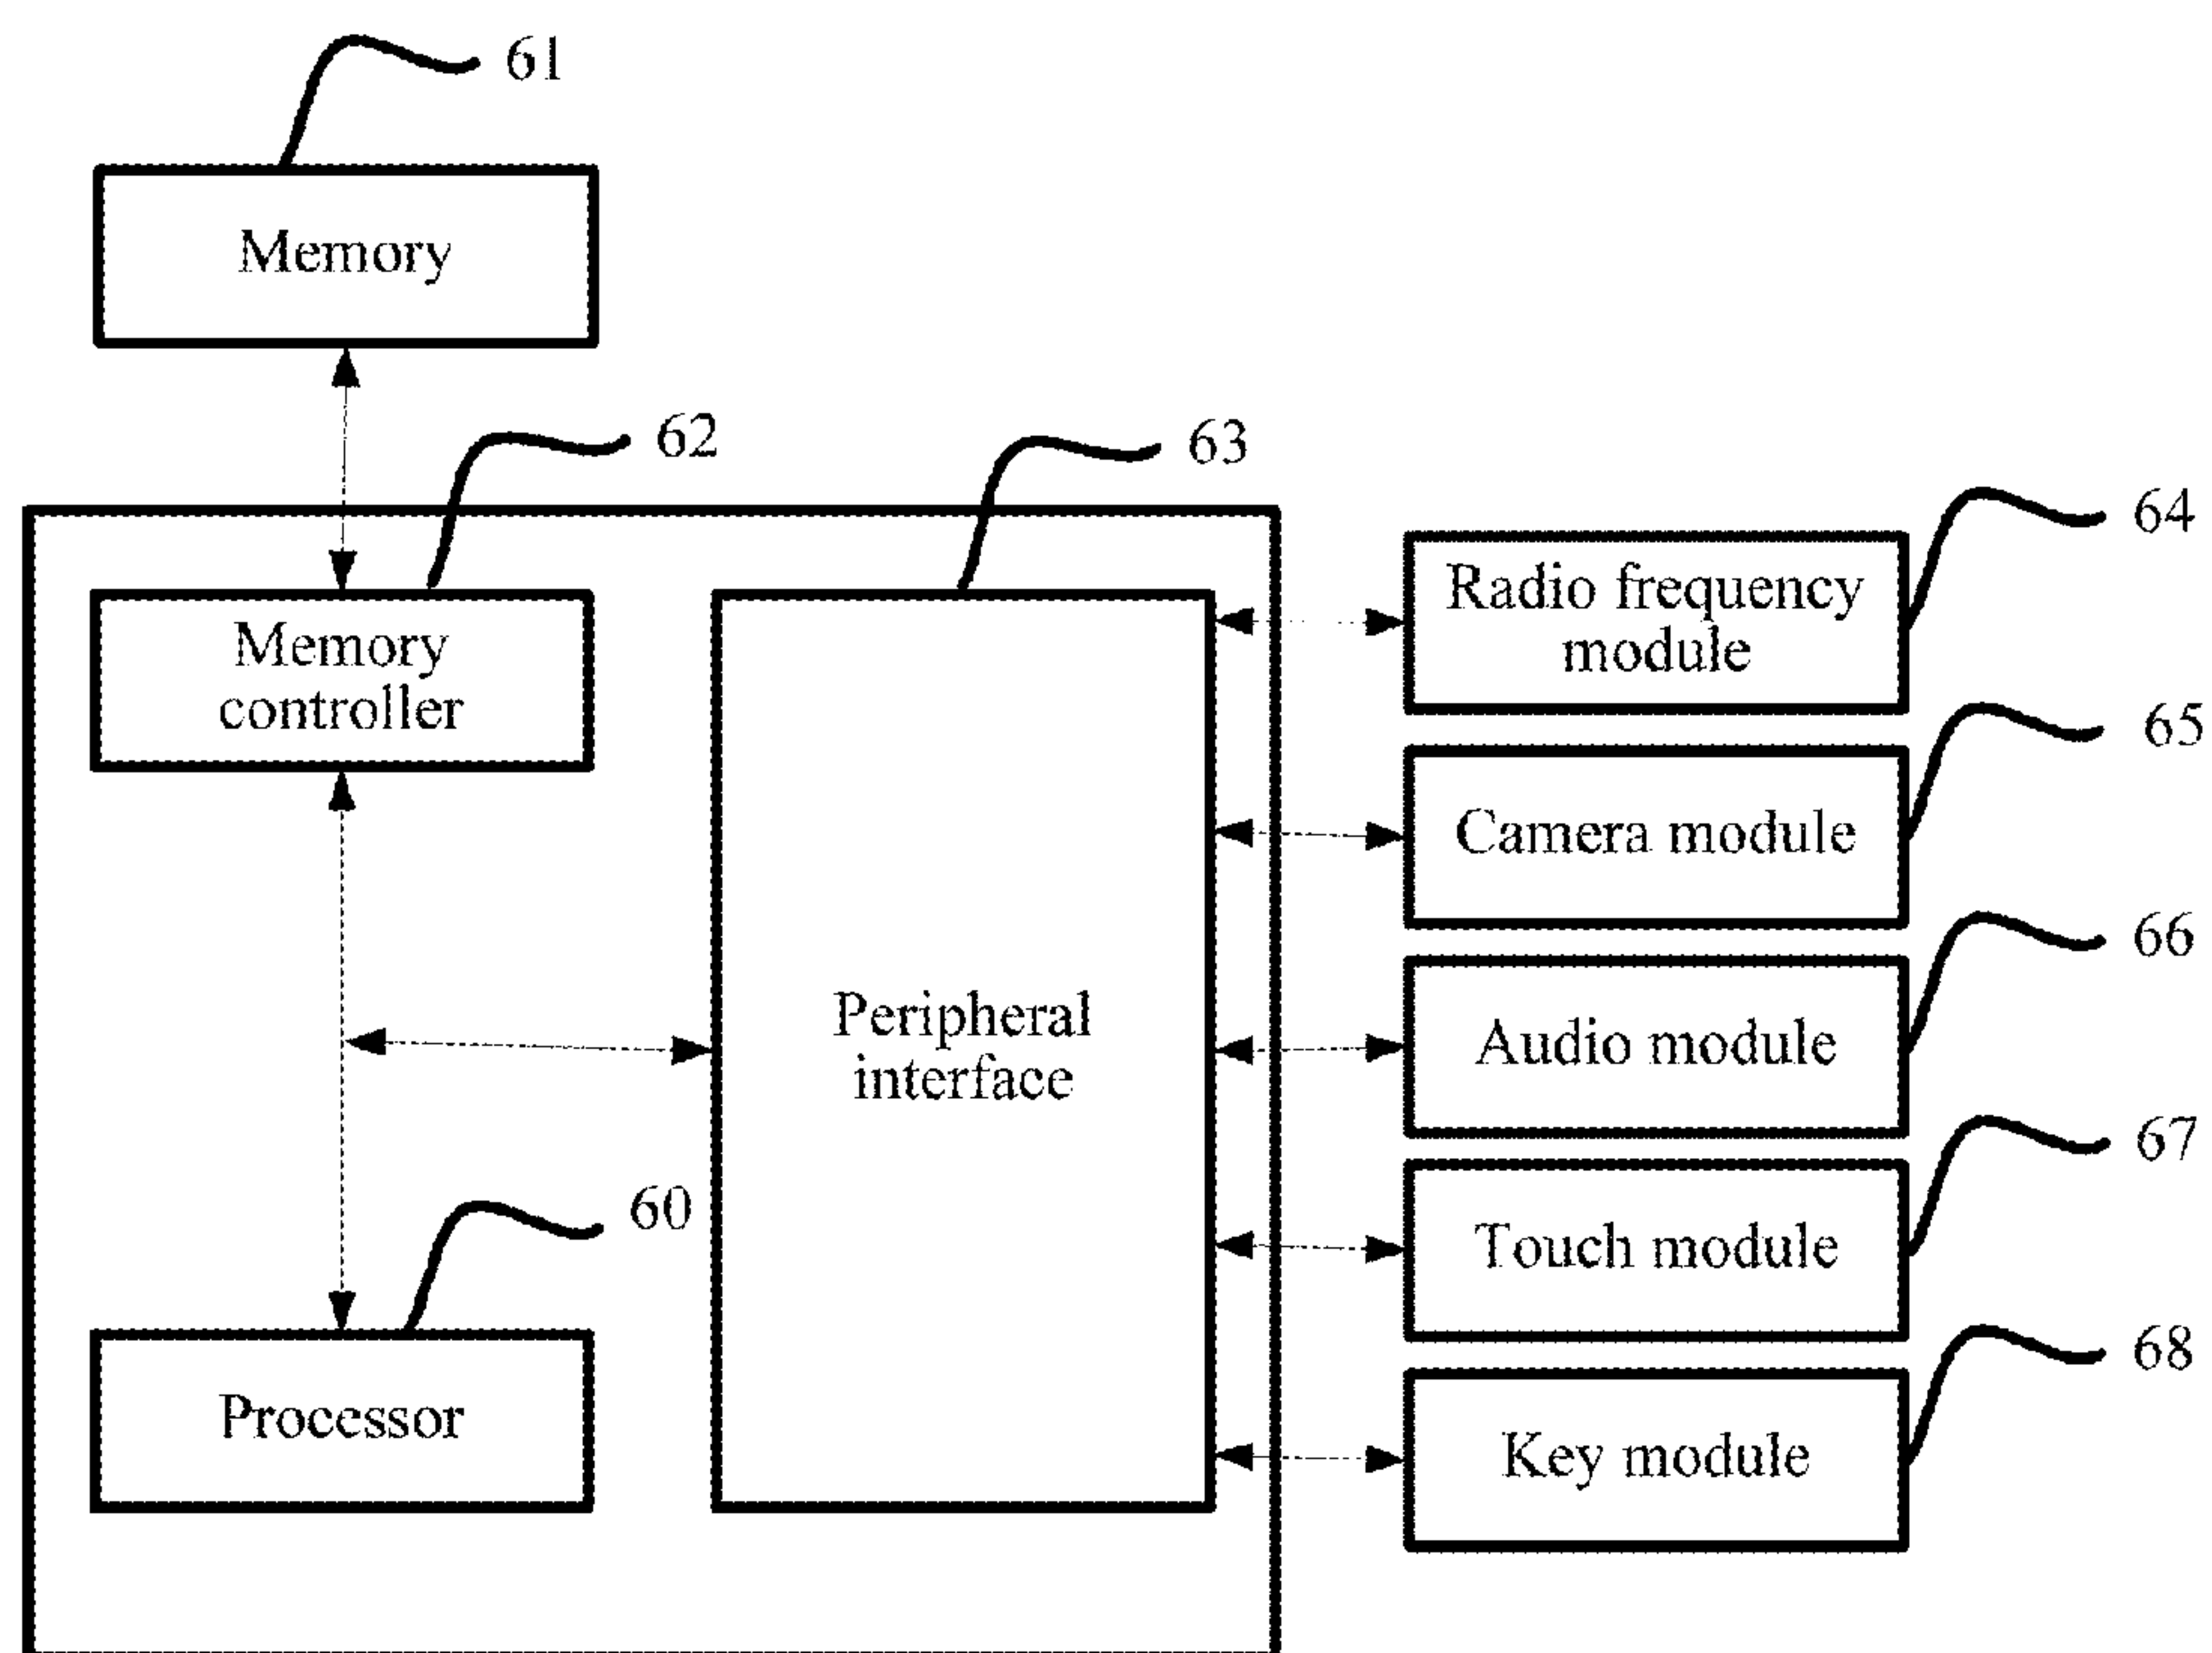 61
Memory
62
63
64
Radio frequency
module
Memory
controller
65
Camera module
66
Audio module
Peripheral
interface
67
Touch module
60
Processor
68
Key module